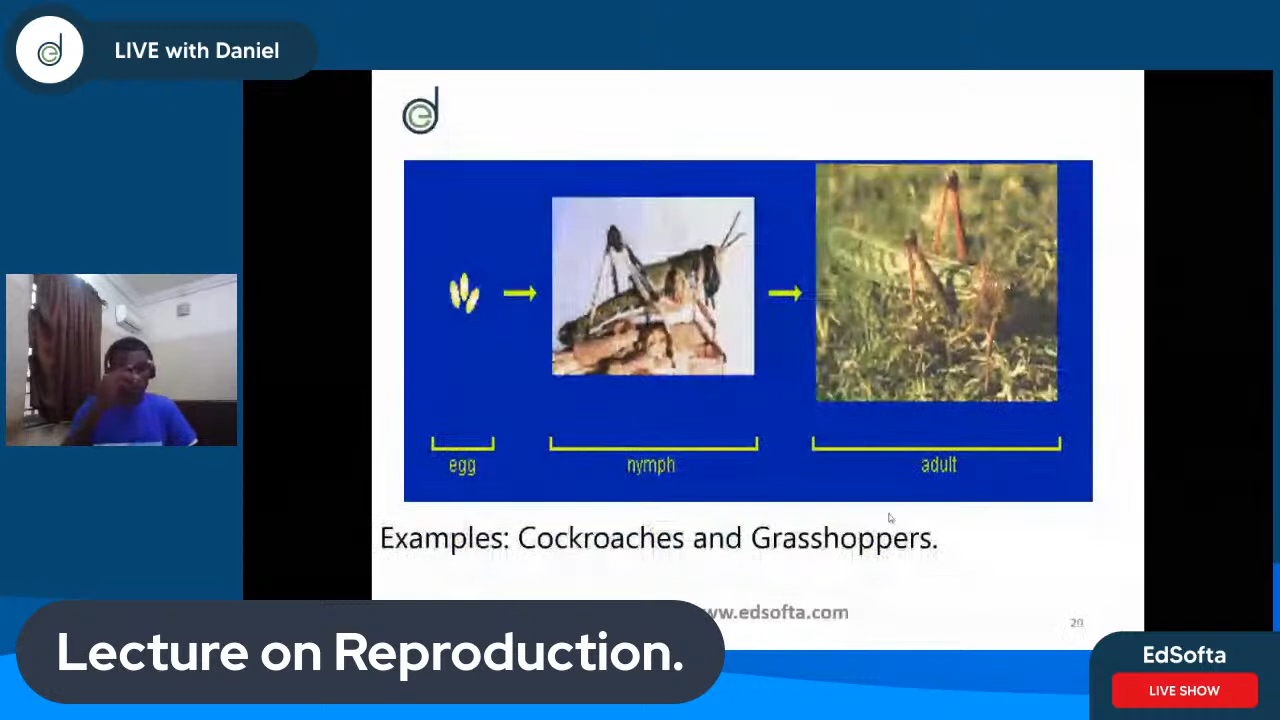 LIVE with Daniel
egg
nymph
adult
Examples: Cockroaches and Grasshoppers.
ww.edsofta.com
20
Lecture on Reproduction.
EdSofta
LIVE SHOW